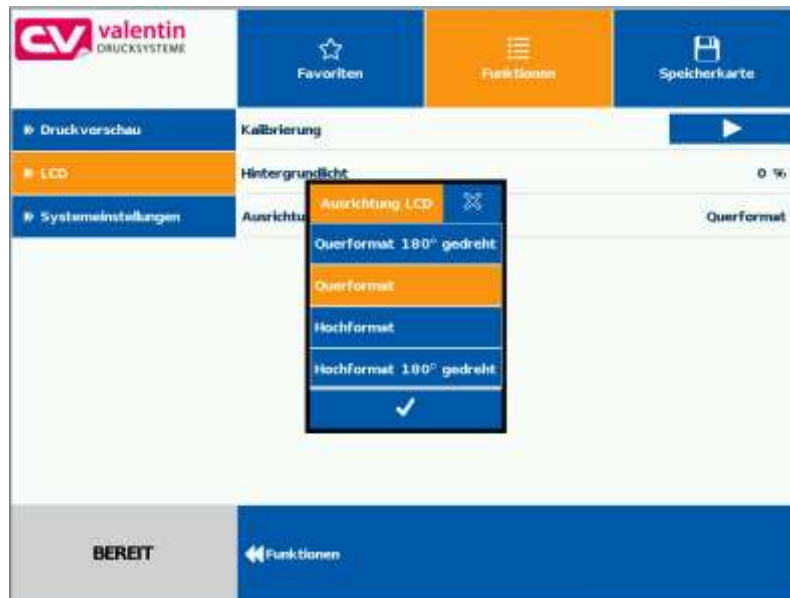 valentin
DRUCKSYSTEME
Favoriten
Funktionen
Speicherkarte
Druckvorschau
Kalibrierung
LCD
Hintergrundlicht
0 %
Systemeinstellungen
Ausrichtu
Querformat
Ausrichtung LCD
Querformat 180° gedreht
Querformat
Hochformat
Hochformat 180° gedreht
BEREIT
Funktionen